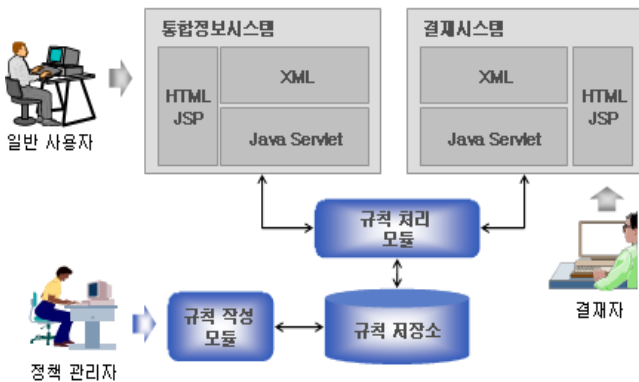 통합정보시스템
결재시스템
HTML
JSP
XML
Java Servlet
XML
Java Servlet
HTML
JSP
일반 사용자
규칙 처리
모듈
결재자
규칙 작성
모듈
규칙 저장소
정책 관리자